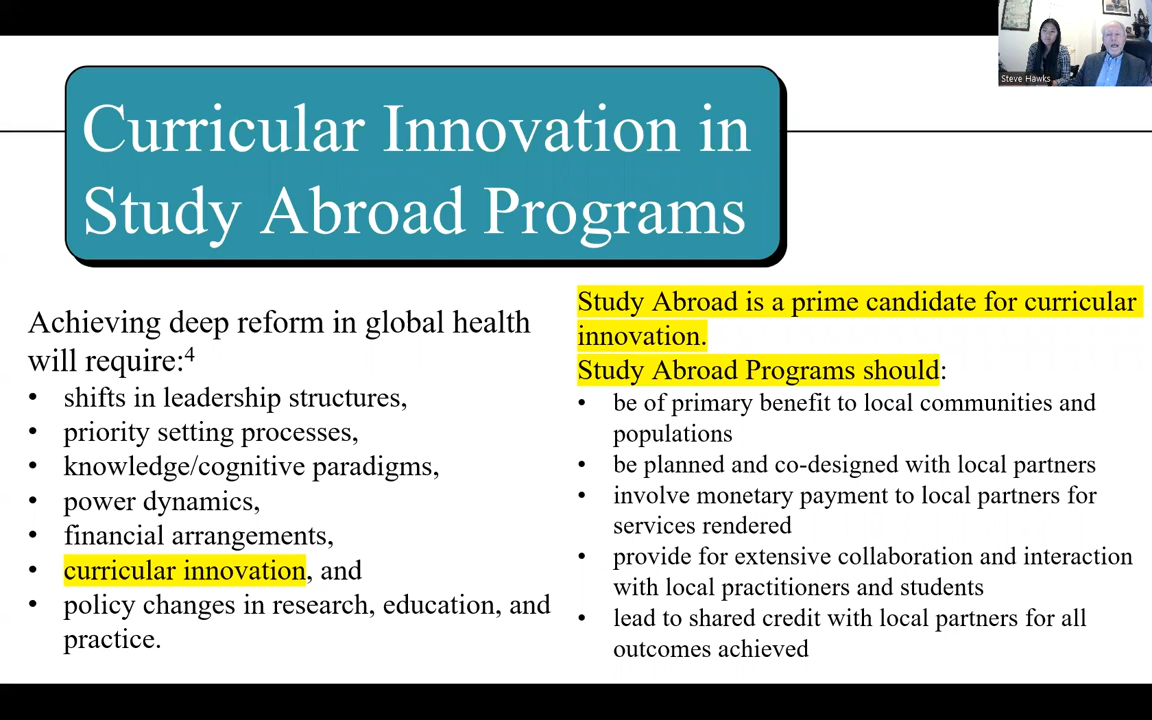 Steve Hawks
Curricular Innovation in
Study Abroad Programs
Achieving deep reform in global health
will require:4
• shifts in leadership structures,
• priority setting processes,
• knowledge/cognitive paradigms,
• power dynamics,
• financial arrangements,
• curricular innovation, and
• policy changes in research, education, and
practice.
Study Abroad is a prime candidate for curricular
innovation.
Study Abroad Programs should:
• be of primary benefit to local communities and
populations
• be planned and co-designed with local partners
• involve monetary payment to local partners for
services rendered
• provide for extensive collaboration and interaction
with local practitioners and students
• lead to shared credit with local partners for all
outcomes achieved